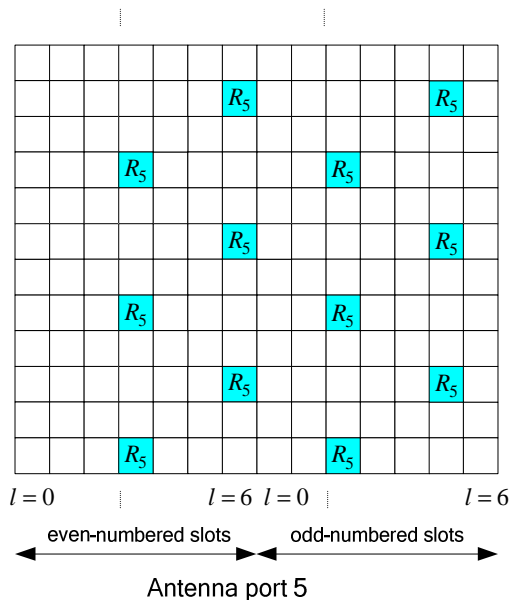 R5 R5
R5 R5
R5 R5
R5 R5
R5 R5
R5 R5
l = 0 l = 6 l = 0 l = 6
even-numbered slots odd-numbered slots
Antenna port 5